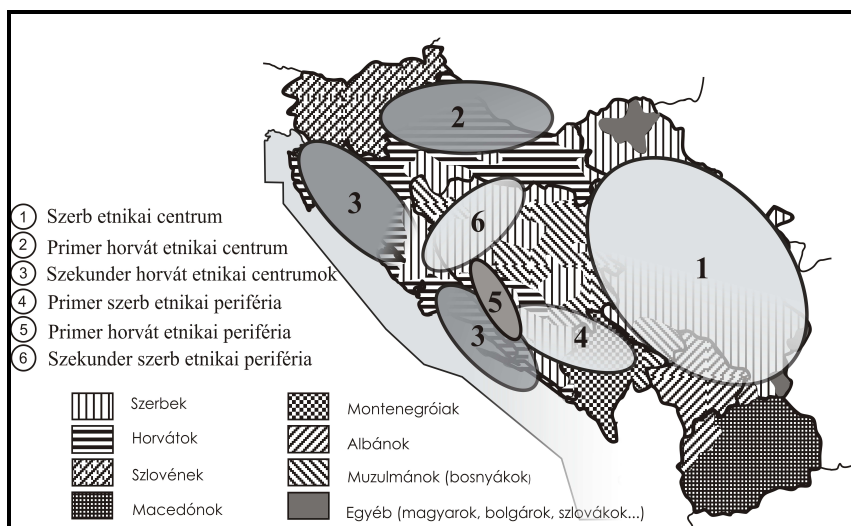 2
3
6
1
5
3
4
1 Szerb etnikai centrum
2 Primer horvát etnikai centrum
3 Szekunder horvát etnikai centrumok
4 Primer szerb etnikai periféria
5 Primer horvát etnikai periféria
6 Szekunder szerb etnikai periféria
Szerbek
Horvátok
Szlovének
Macedónok
Montenegróiak
Albánok
Muzulmánok (bosnyákok)
Egyéb (magyarok, bolgárok, szlovákok...)